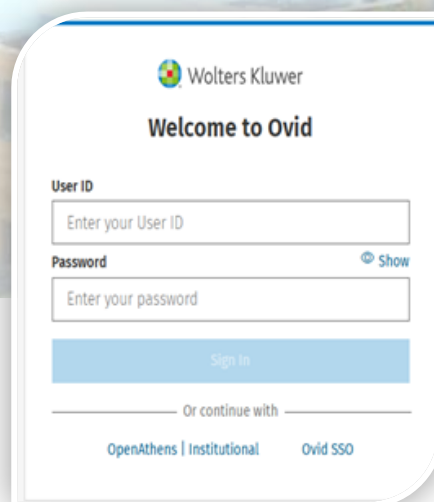 Wolters Kluwer
Welcome to Ovid
User ID
Enter your User ID
Password Show
Enter your password
Sign In
Or continue with
OpenAthens | Institutional Ovid SSO